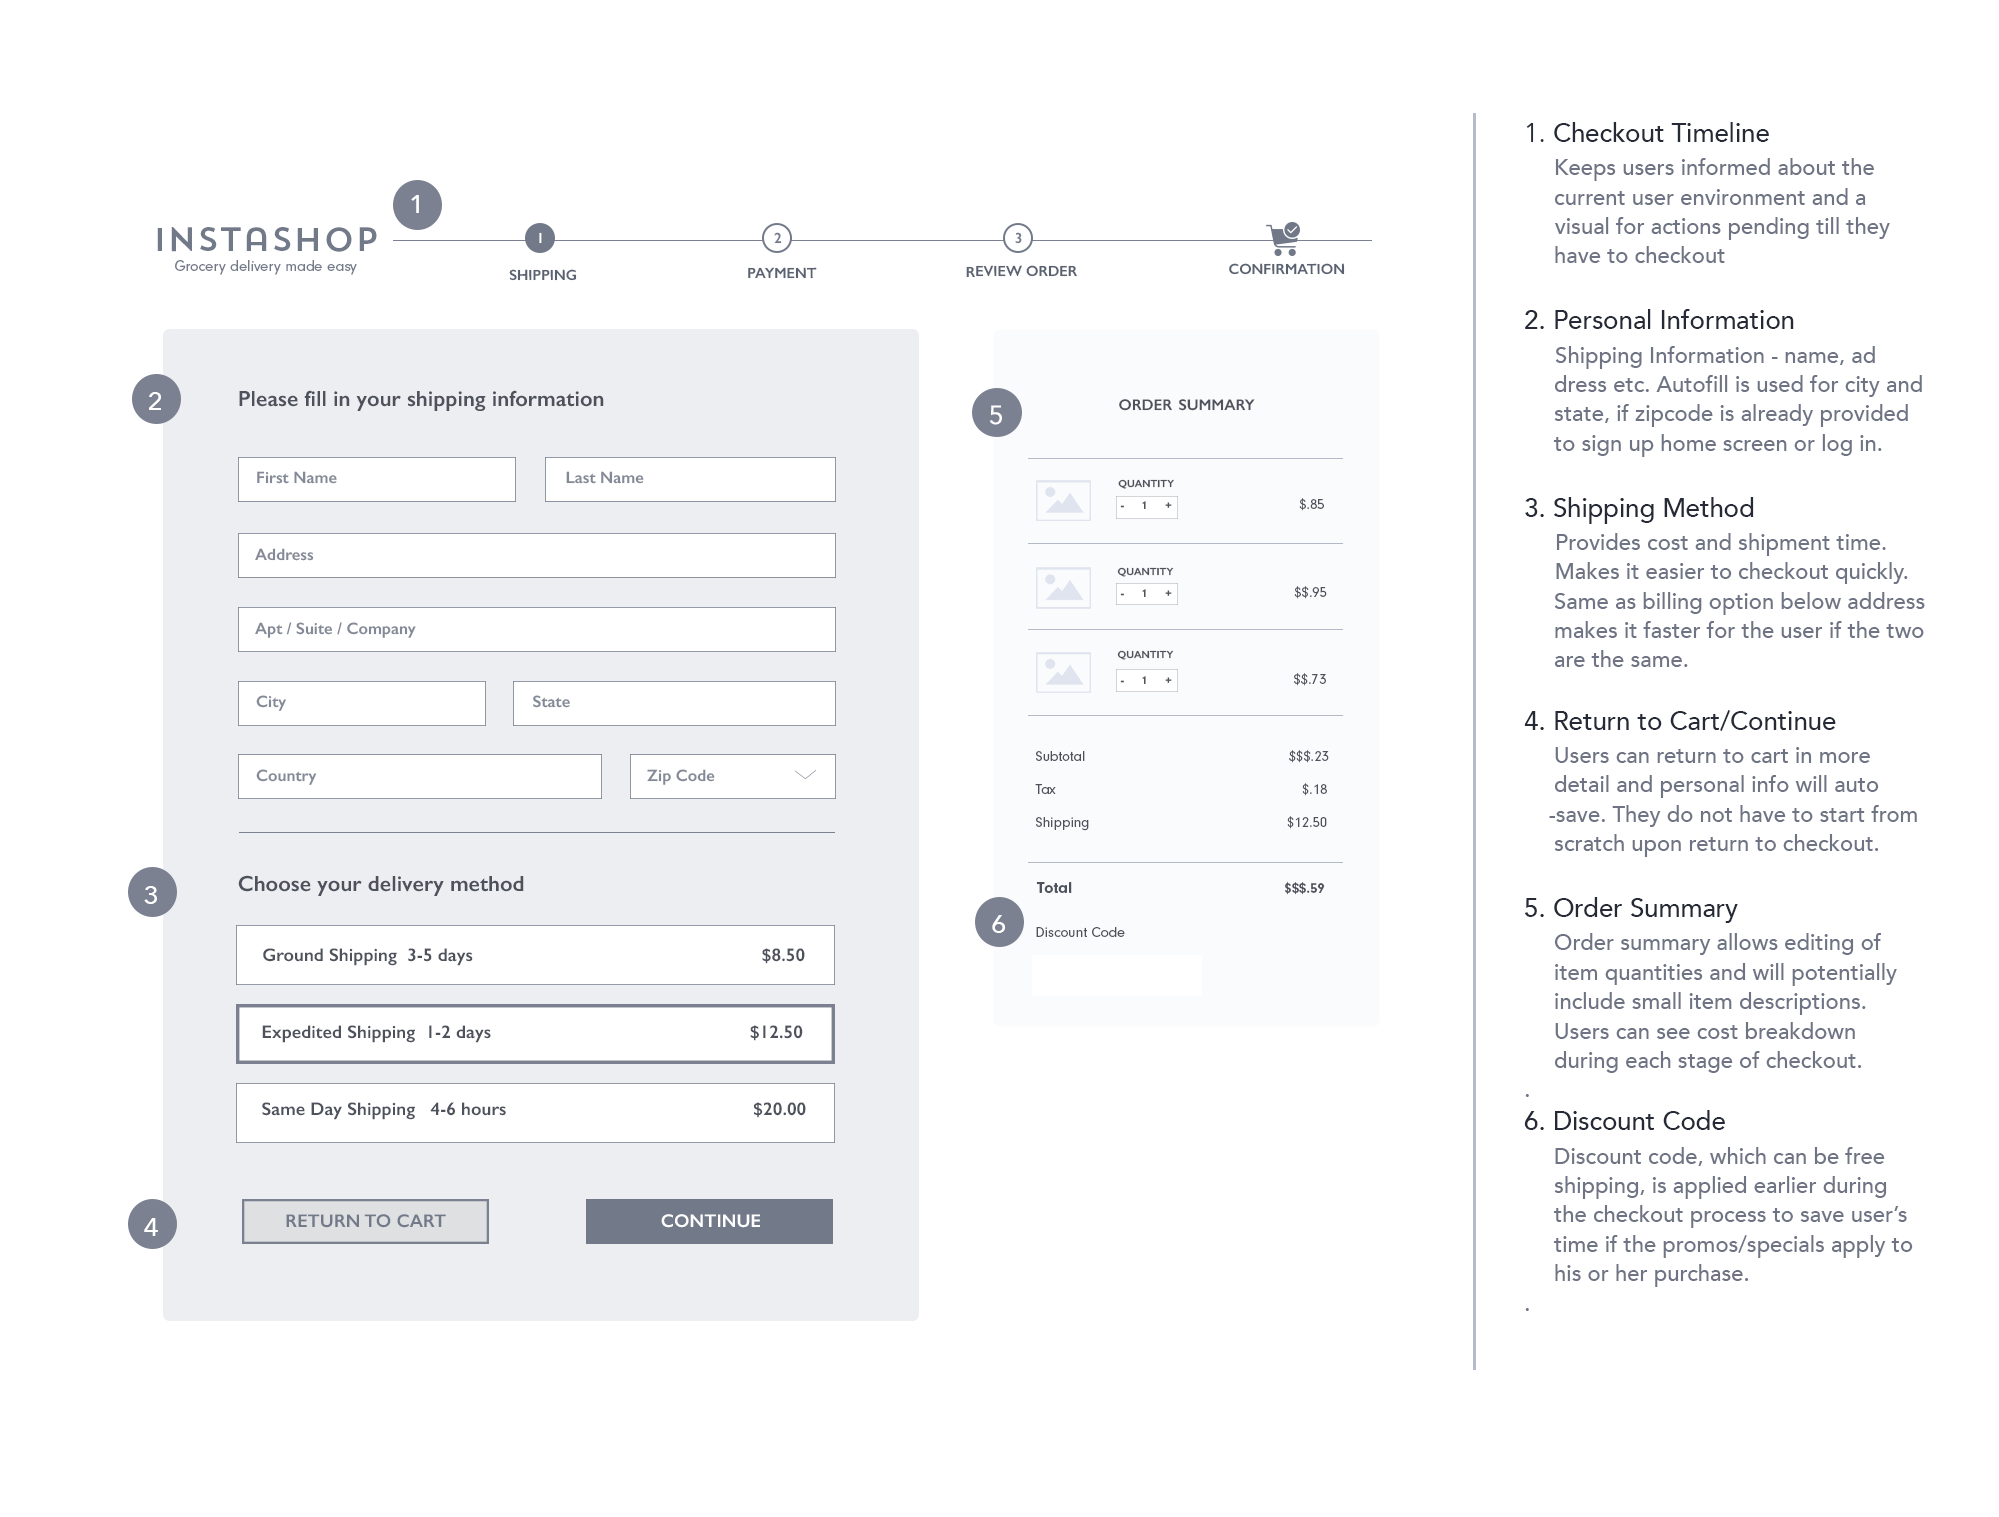 1
INSTASHOP
Grocery delivery made easy
1
2
3
SHIPPING
PAYMENT
REVIEW ORDER
CONFIRMATION
2
Please fill in your shipping information
First Name
Last Name
Address
Apt / Suite / Company
City
State
Country
Zip Code
3
Choose your delivery method
Ground Shipping 3-5 days
$8.50
Expedited Shipping 1-2 days
$12.50
Same Day Shipping 4-6 hours
$20.00
4
RETURN TO CART
CONTINUE
5
ORDER SUMMARY
QUANTITY
- 1 +
$.85
QUANTITY
- 1 +
$$.95
QUANTITY
- 1 +
$$.73
Subtotal
$$$.23
Tax
$.18
Shipping
$12.50
Total
$$$.59
6
Discount Code
1. Checkout Timeline
Keeps users informed about the
current user environment and a
visual for actions pending till they
have to checkout
2. Personal Information
Shipping Information - name, ad
dress etc. Autofill is used for city and
state, if zipcode is already provided
to sign up home screen or log in.
3. Shipping Method
Provides cost and shipment time.
Makes it easier to checkout quickly.
Same as billing option below address
makes it faster for the user if the two
are the same.
4. Return to Cart/Continue
Users can return to cart in more
detail and personal info will auto
-save. They do not have to start from
scratch upon return to checkout.
5. Order Summary
Order summary allows editing of
item quantities and will potentially
include small item descriptions.
Users can see cost breakdown
during each stage of checkout.
.
6. Discount Code
Discount code, which can be free
shipping, is applied earlier during
the checkout process to save user’s
time if the promos/specials apply to
his or her purchase.
.